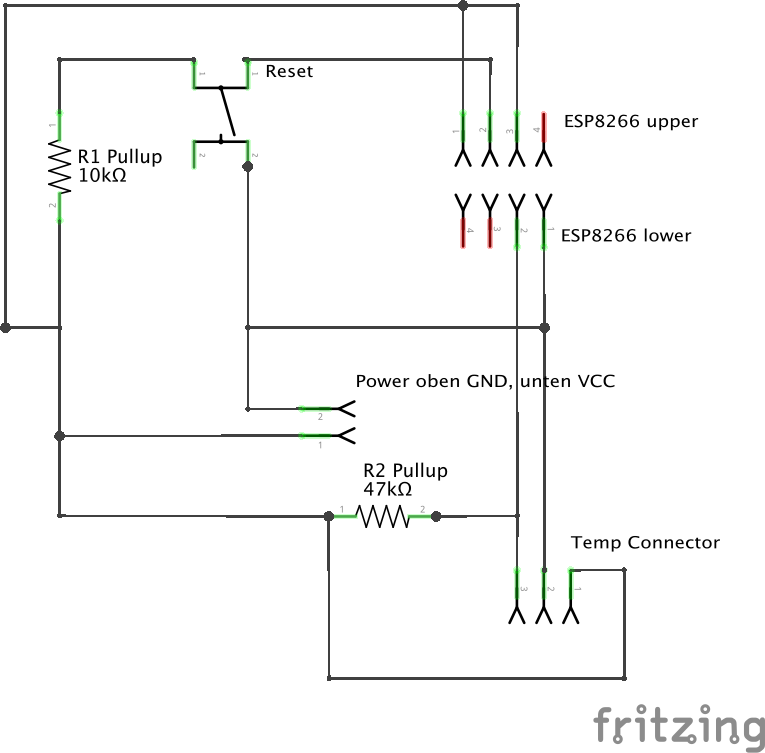 1
1
Reset
1
2
3
4
ESP8266 upper
1
R1 Pullup
10kΩ
2
2
2
4
3
2
1
ESP8266 lower
Power oben GND, unten VCC
2
1
R2 Pullup
47kΩ
1
2
Temp Connector
3
2
1
fritzing